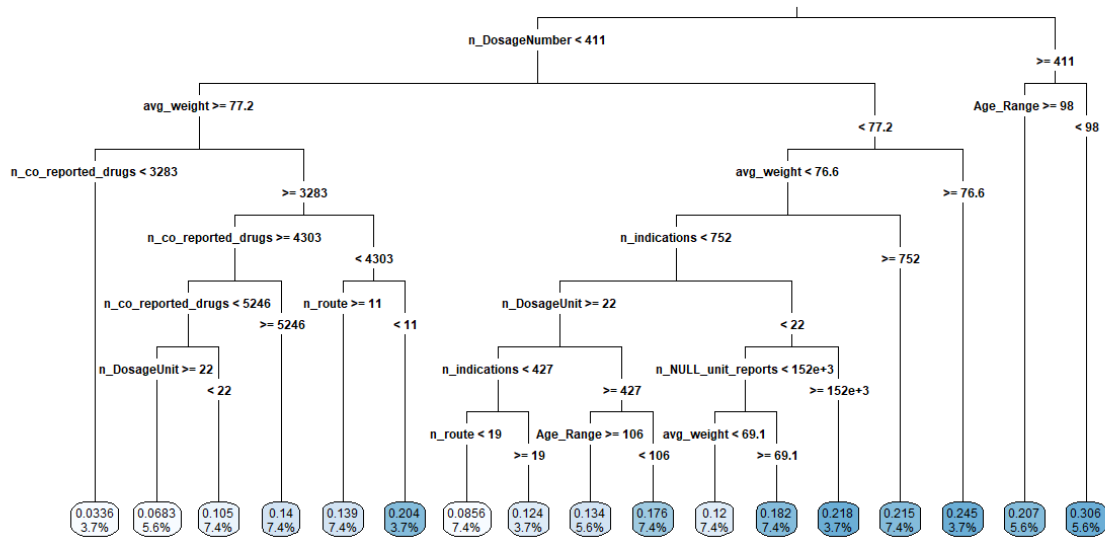 n_DosageNumber < 411
>= 411
avg_weight >= 77.2
Age_Range >= 98
< 77.2
< 98
n_co_reported_drugs < 3283
avg_weight < 76.6
>= 3283
>= 76.6
n_co_reported_drugs >= 4303
n_indications < 752
< 4303
>= 752
n_co_reported_drugs < 5246
n_route >= 11
n_DosageUnit >= 22
>= 5246
< 11
< 22
n_DosageUnit >= 22
n_indications < 427
n_NULL_unit_reports < 152e+3
< 22
>= 427
>= 152e+3
n_route < 19
Age_Range >= 106
avg_weight < 69.1
>= 19
< 106
>= 69.1
0.0336 0.0683 0.105 0.14 0.139 0.204 0.0856 0.124 0.134 0.176 0.12 0.182 0.218 0.215 0.245 0.207 0.306
3.7% 5.6% 7.4% 7.4% 7.4% 3.7% 7.4% 3.7% 5.6% 7.4% 7.4% 7.4% 3.7% 7.4% 3.7% 5.6% 5.6%